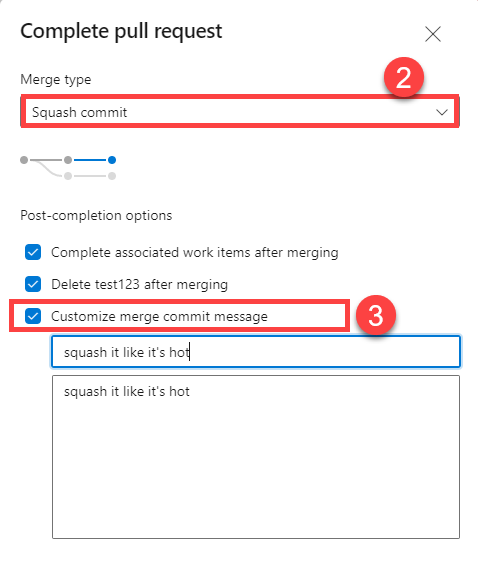 Complete pull request
Merge type
2
Squash commit
Post-completion options
Complete associated work items after merging
Delete test123 after merging
Customize merge commit message
3
squash it like it's hot
squash it like it's hot